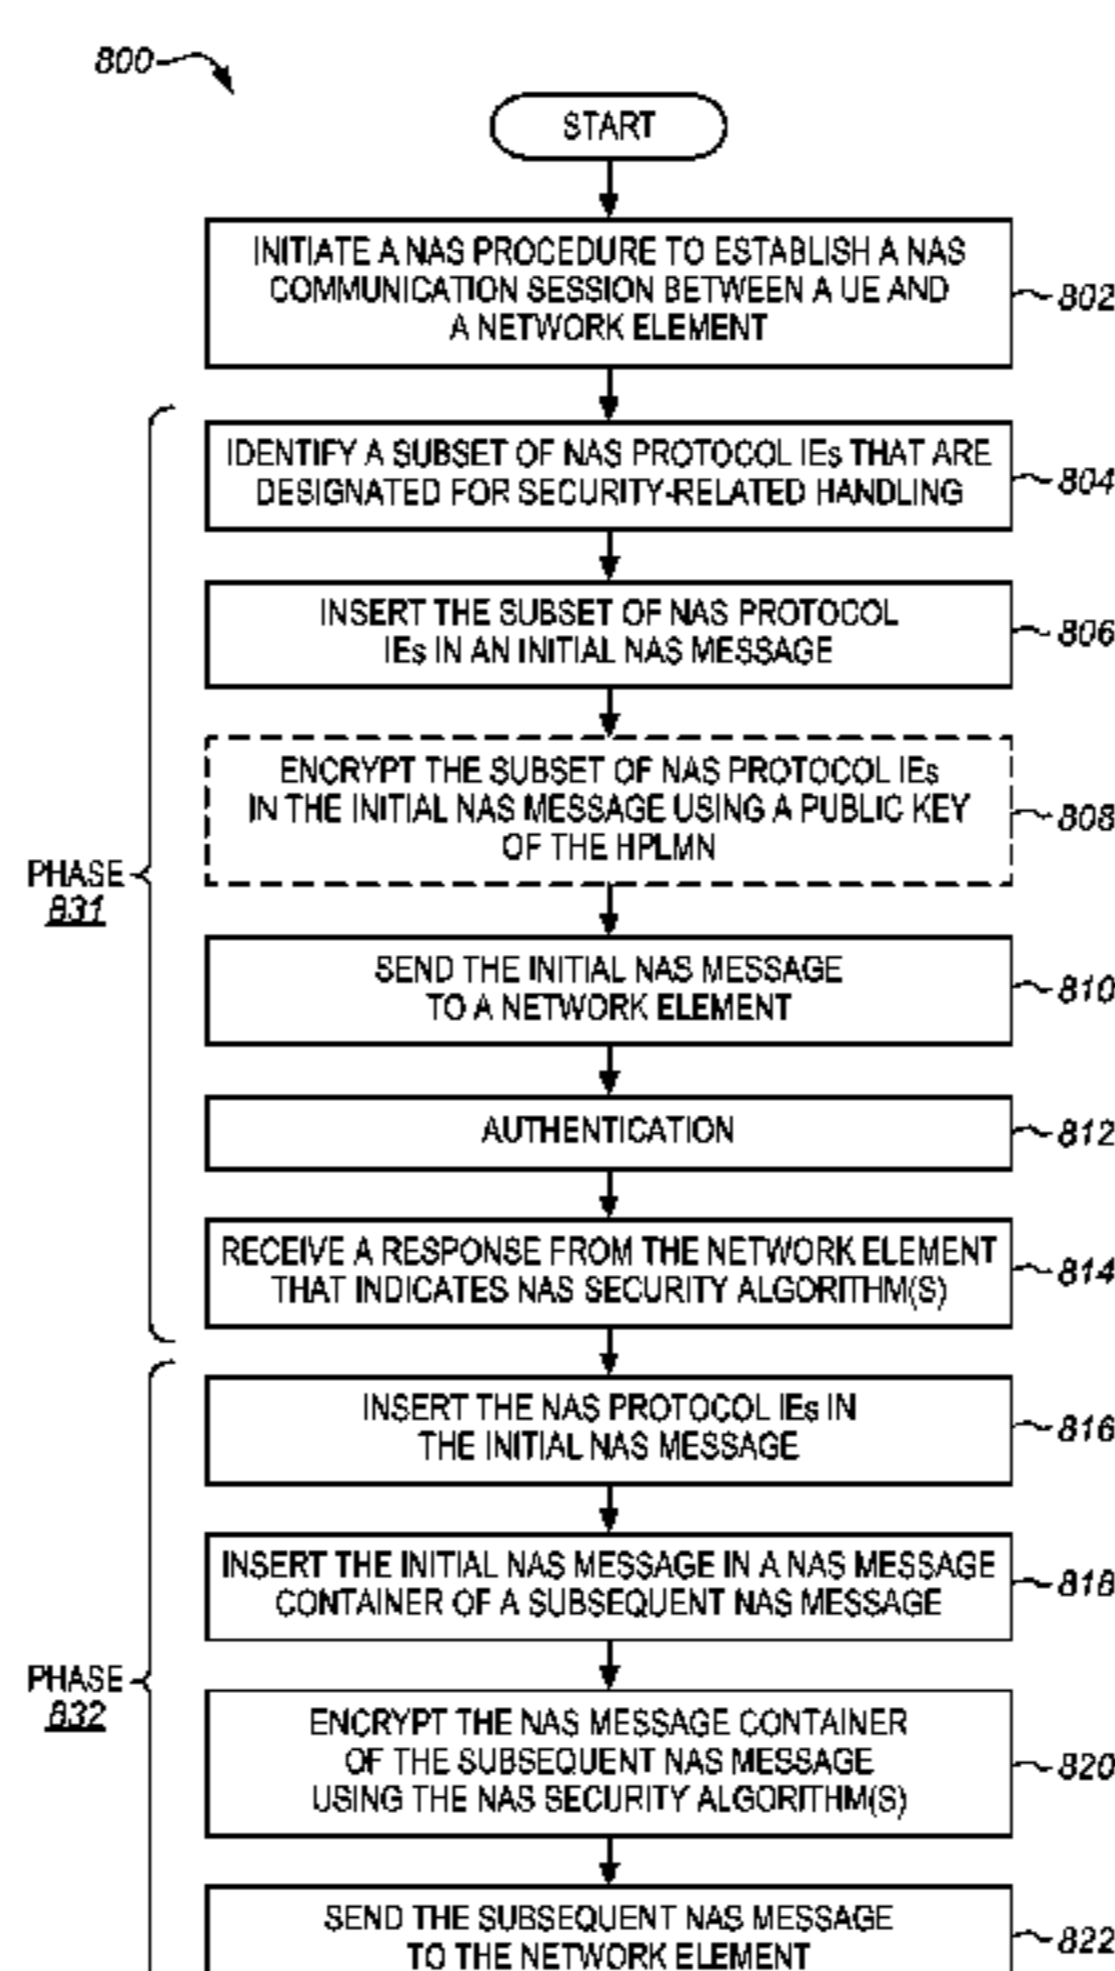 800
START
INITIATE A NAS PROCEDURE TO ESTABLISH A NAS
COMMUNICATION SESSION BETWEEN A UE AND
A NETWORK ELEMENT
802
IDENTIFY A SUBSET OF NAS PROTOCOL IEs THAT ARE
DESIGNATED FOR SECURITY-RELATED HANDLING
804
INSERT THE SUBSET OF NAS PROTOCOL
IEs IN AN INITIAL NAS MESSAGE
806
ENCRYPT THE SUBSET OF NAS PROTOCOL IEs
IN THE INITIAL NAS MESSAGE USING A PUBLIC KEY
OF THE HPLMN
808
PHASE
831
SEND THE INITIAL NAS MESSAGE
TO A NETWORK ELEMENT
810
AUTHENTICATION
812
RECEIVE A RESPONSE FROM THE NETWORK ELEMENT
THAT INDICATES NAS SECURITY ALGORITHM(S)
814
INSERT THE NAS PROTOCOL IEs IN
THE INITIAL NAS MESSAGE
816
INSERT THE INITIAL NAS MESSAGE IN A NAS MESSAGE
CONTAINER OF A SUBSEQUENT NAS MESSAGE
818
PHASE
832
ENCRYPT THE NAS MESSAGE CONTAINER
OF THE SUBSEQUENT NAS MESSAGE
USING THE NAS SECURITY ALGORITHM(S)
820
SEND THE SUBSEQUENT NAS MESSAGE
TO THE NETWORK ELEMENT
822